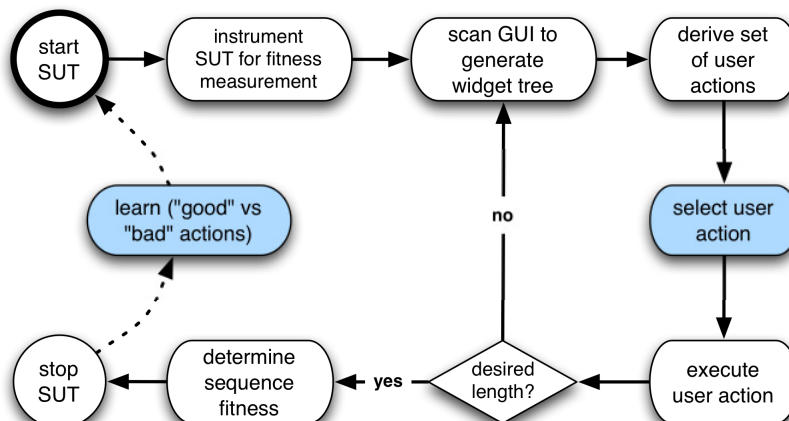 start
SUT
instrument
SUT for fitness
measurement
scan GUI to
generate
widget tree
derive set
of user
actions
learn ("good" vs
"bad" actions)
no
select user
action
stop
SUT
determine
sequence
fitness
yes
desired
length?
execute
user action